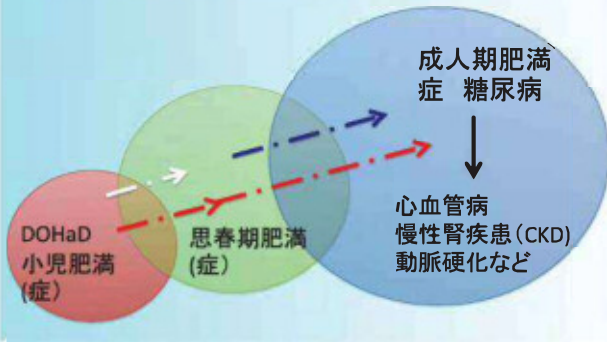 DOHaD
小児肥満
(症）
思春期肥満
(症）
成人期肥満
症　糖尿病
心血管病
慢性腎疾患（CKD)
動脈硬化など